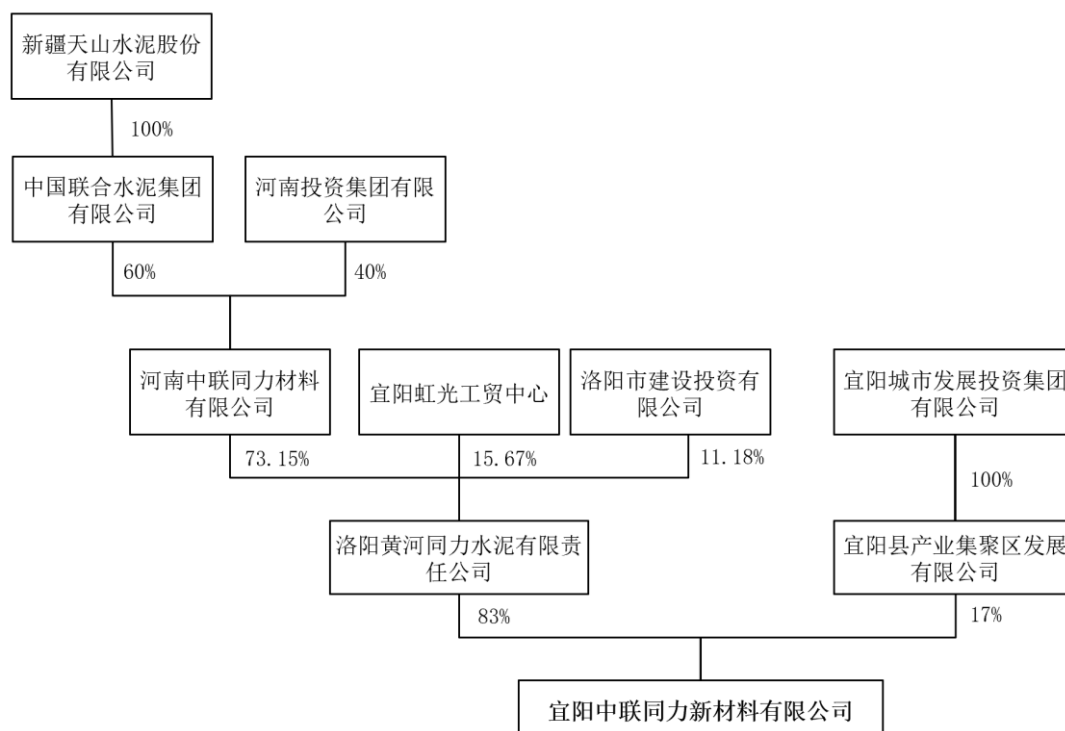 新疆天山水泥股份
有限公司
100%
中国联合水泥集团
有限公司
河南投资集团有限
公司
60%
40%
河南中联同力材料
有限公司
宜阳虹光工贸中心
洛阳市建设投资有
限公司
宜阳城市发展投资集团
有限公司
73.15%
15.67%
11.18%
100%
洛阳黄河同力水泥有限责
任公司
宜阳县产业集聚区发展
有限公司
83%
17%
宜阳中联同力新材料有限公司